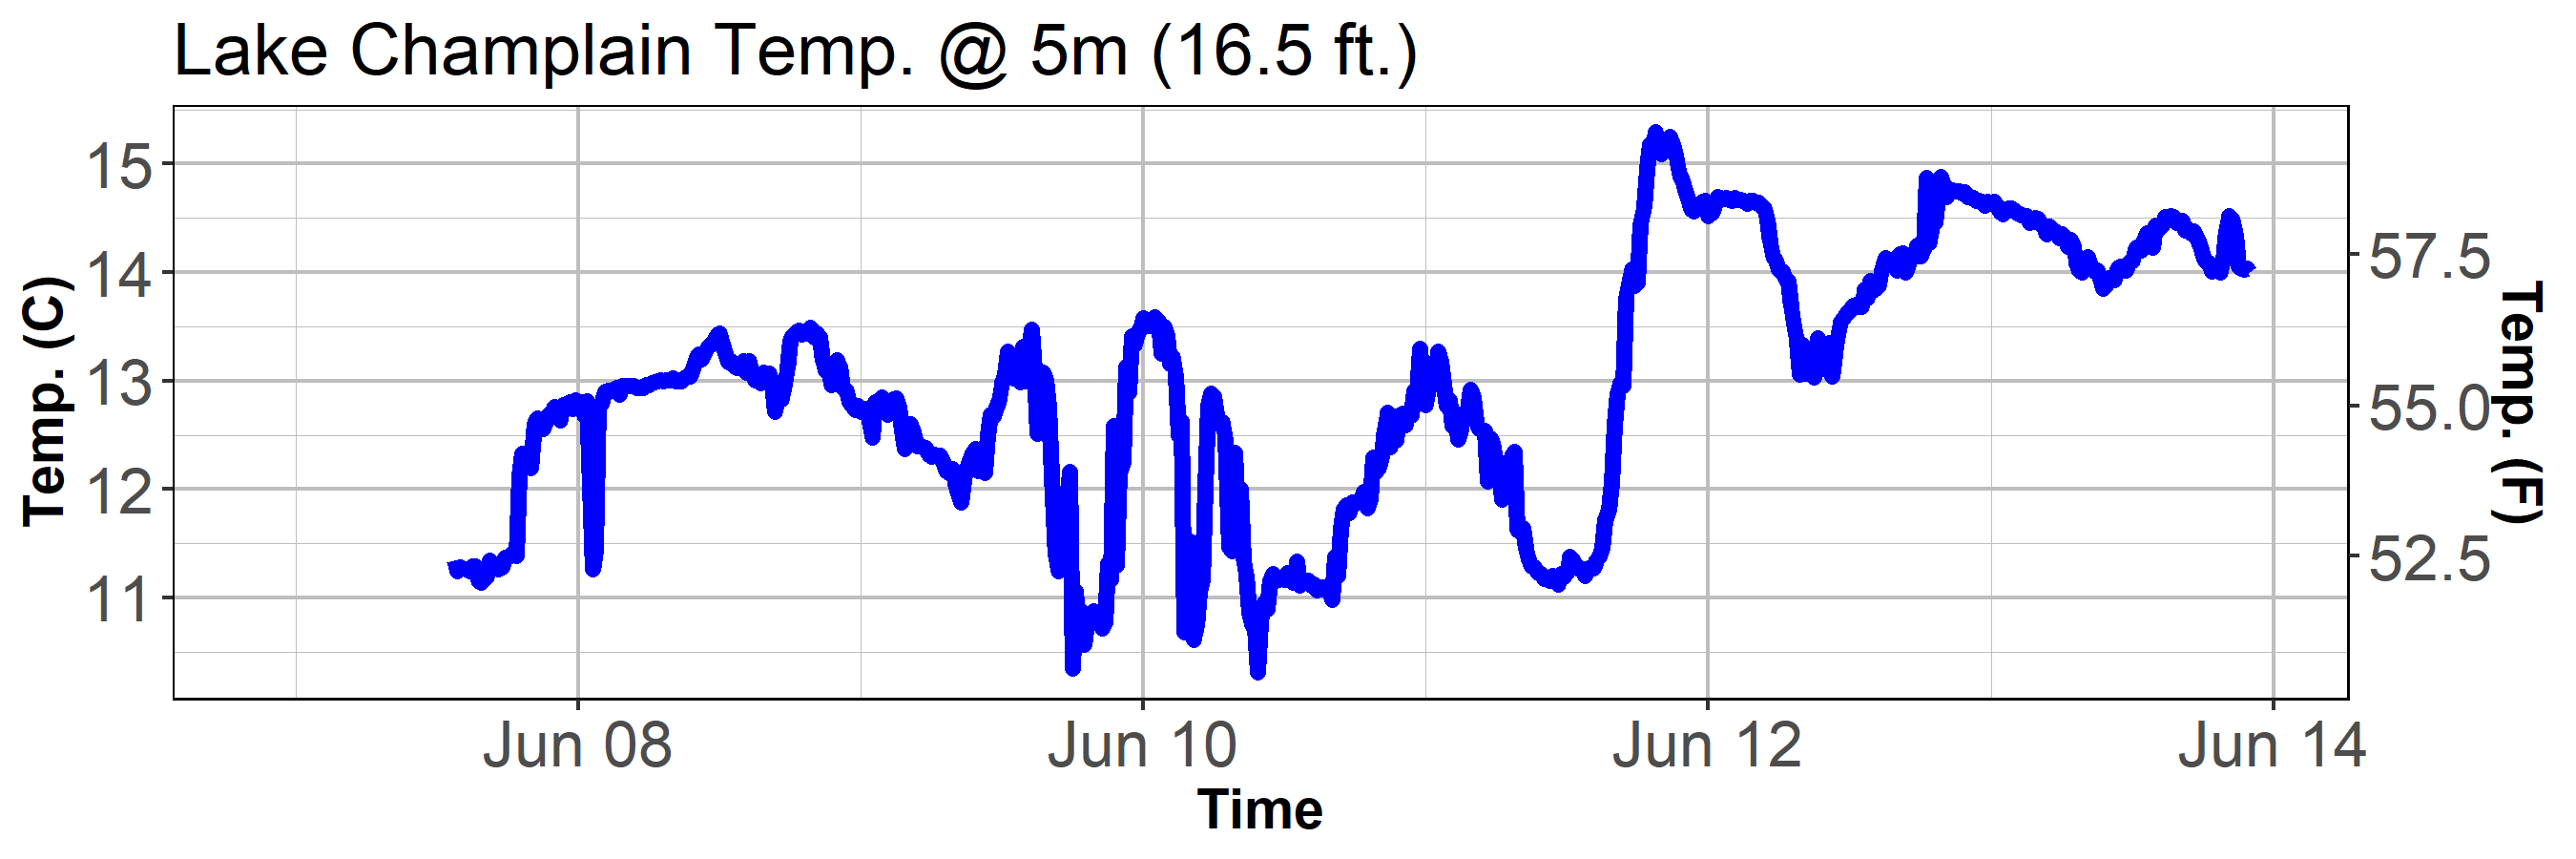 Lake Champlain Temp. @ 5m (16.5 ft.)
Temp. (C)
15
14
13
12
11
57.5
55.0
52.5
Temp. (F)
Jun 08
Jun 10
Jun 12
Jun 14
Time